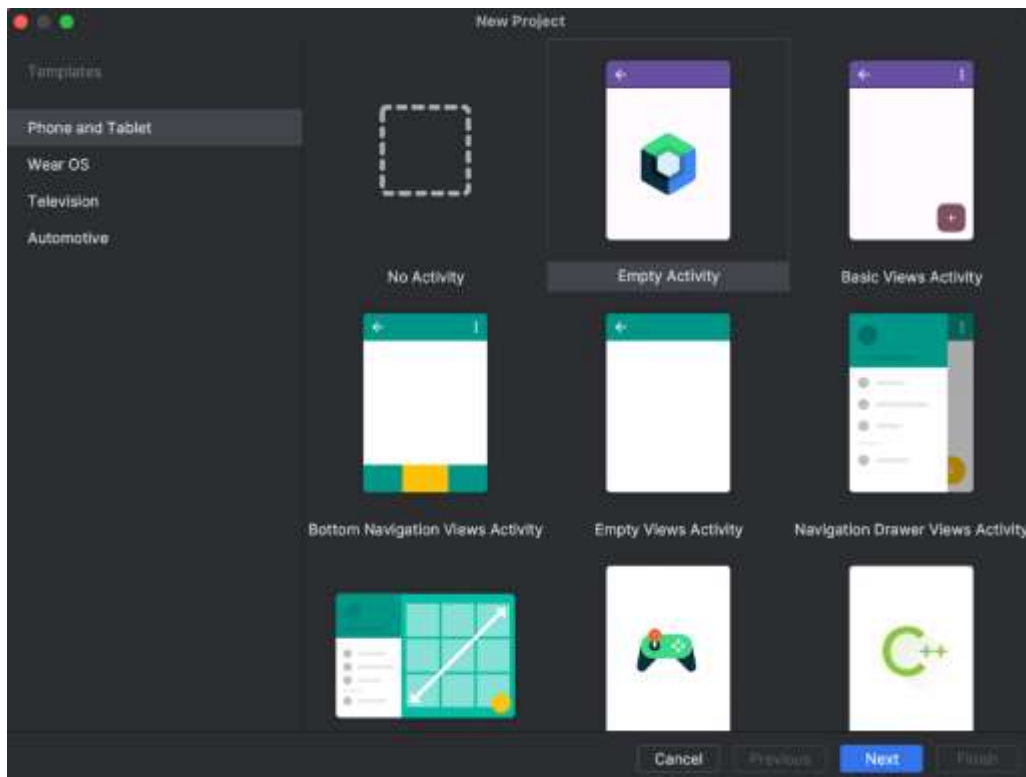 New Project
Templates
Phone and Tablet
Wear OS
Television
Automotive
No Activity
Empty Activity
Basic Views Activity
Bottom Navigation Views Activity
Empty Views Activity
Navigation Drawer Views Activity
C++
Cancel
Previous
Next
Finish